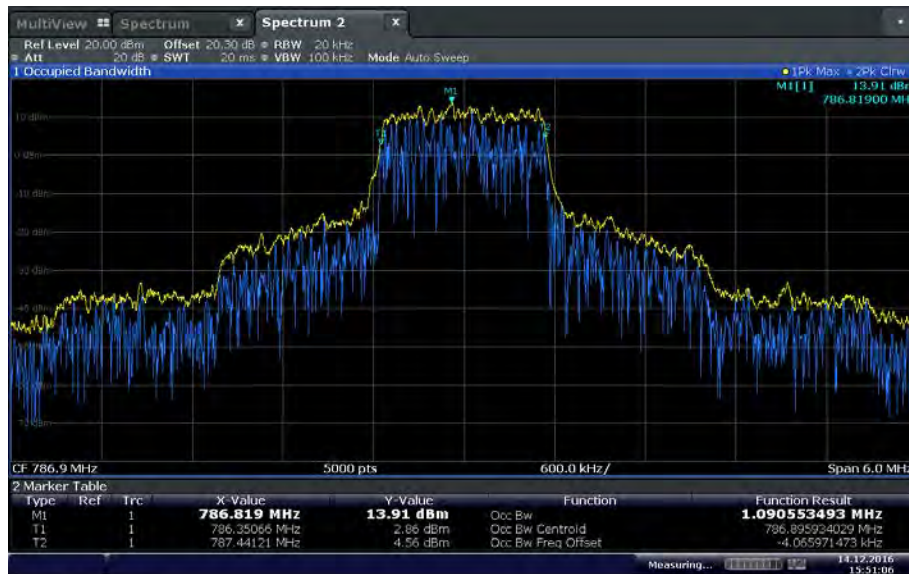 MultiView Spectrum X Spectrum 2 X
Ref Level 20.00 dBm Offset 20.30 dB RBW 20 kHz
Att 20 dB SWT 20 ms VBW 100 kHz Mode Auto Sweep
1 Occupied Bandwidth 1Pk Max 2Pk Clrw
M1[1] 13.91 dBm
786.81900 MH
M1
10 dBm
T1
0 dBm
-10 dBm
CF 786.9 MHz 5000 pts 600.0 kHz/ Span 6.0 MHz
2 Marker Table
Type Ref Trc X-Value Y-Value Function Function Result
M1 1 786.819 MHz 13.91 dBm Occ Bw 1.090553493 MHz
T1 1 786.35066 MHz 2.86 dBm Occ Bw Centroid 786.895934029 MHz
T2 1 787.44121 MHz 4.56 dBm Occ Bw Freq Offset -4.065971473 kHz
Measuring... 14.12.2016
15:51:06